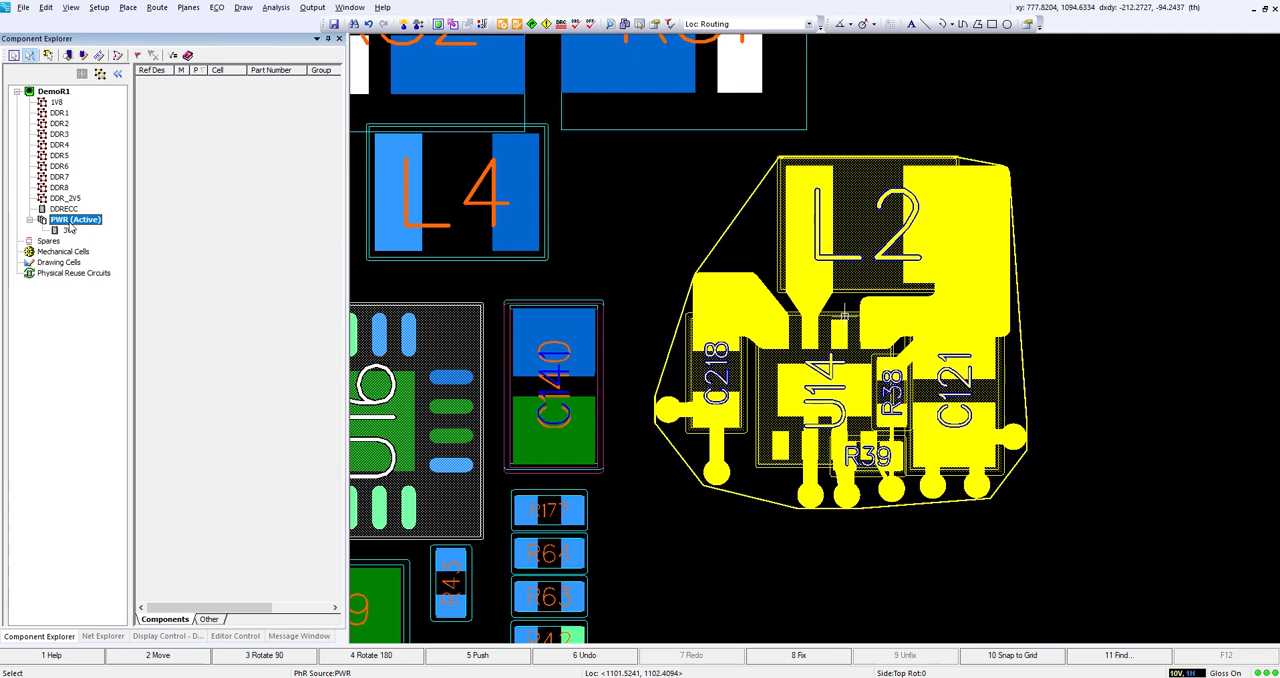 File Edit View Setup Place Route Planes ECO Draw Analysis Output Window Help
xy: 777.8204, 1094.6334 dxdy: -212.2727, -94.2437 (th)
Loc: Routing
Component Explorer
Ref Des M P Cell Part Number Group
DemoR1
1V8
DDR1
DDR2
DDR3
DDR4
DDR5
DDR6
DDR7
DDR8
DDR_2V5
DDRECC
PWR (Active)
Spares
Mechanical Cells
Drawing Cells
Physical Reuse Circuits
L4
L2
C140
C218
U14
R38
C121
R39
U16
R177
R64
R63
R43
R42
9
Components Other
Component Explorer Net Explorer Display Control - D... Editor Control Message Window
1 Help 2 Move 3 Rotate 90 4 Rotate 180 5 Push 6 Undo 7 Redo 8 Fix 9 Unfix 10 Snap to Grid 11 Find... F12
Select PhR Source:PWR Loc: <1101.5241, 1102.4094> Side:Top Rot:0 10V, 1H Gloss On